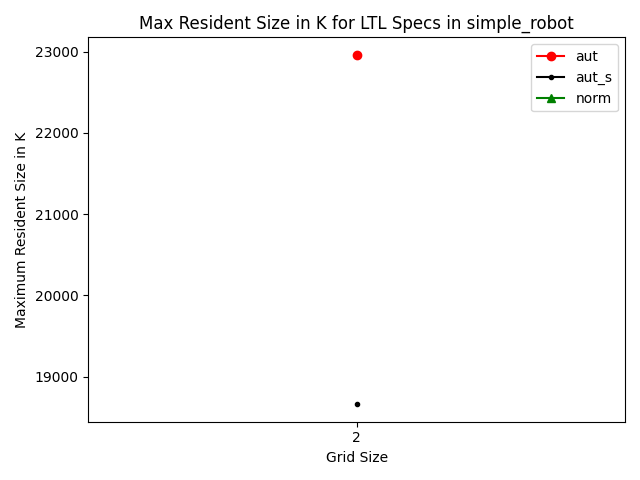 Max Resident Size in K for LTL Specs in simple_robot
aut
aut_s
norm
23000
22000
21000
20000
19000
Maximum Resident Size in K
2
Grid Size